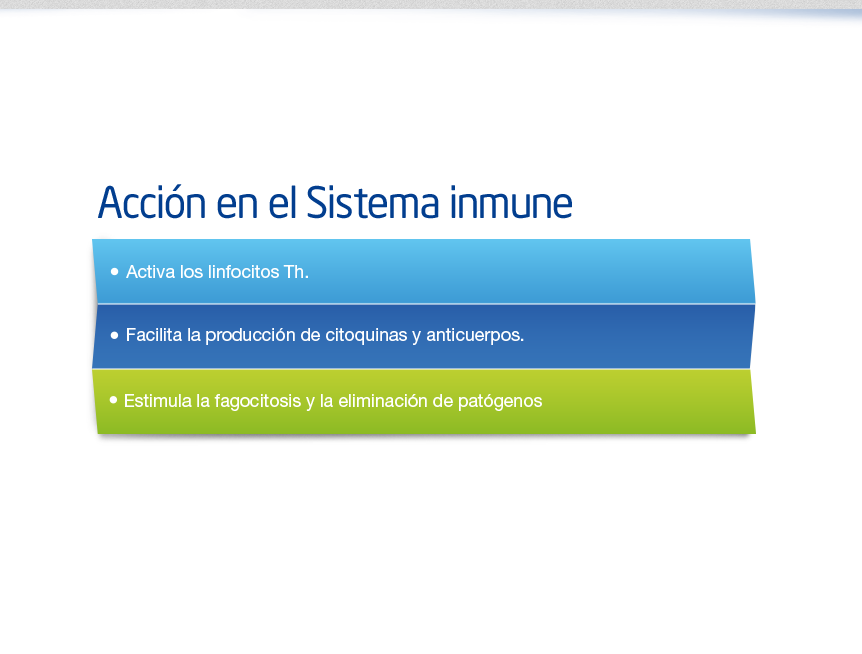 Acción en el Sistema inmune
• Activa los linfocitos Th.
• Facilita la producción de citoquinas y anticuerpos.
• Estimula la fagocitosis y la eliminación de patógenos